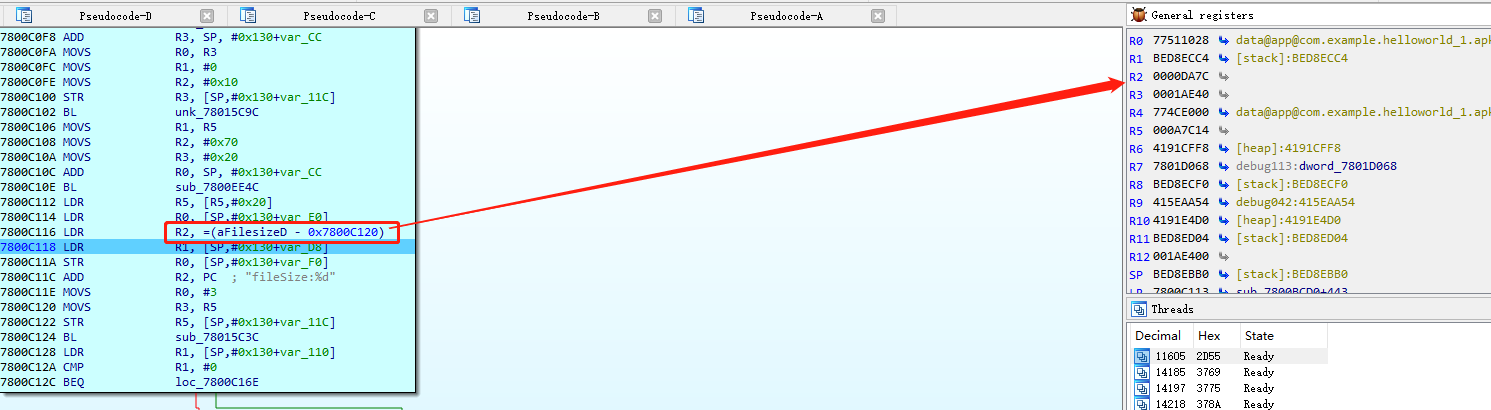 Pseudocode-D
Pseudocode-C
Pseudocode-B
Pseudocode-A
General registers
7800C0F8 ADD R3, SP, #0x130+var_CC
7800C0FA MOVS R0, R3
7800C0FC MOVS R1, #0
7800C0FE MOVS R2, #0x10
7800C100 STR R3, [SP,#0x130+var_11C]
7800C102 BL unk_78015C9C
7800C106 MOVS R1, R5
7800C108 MOVS R2, #0x70
7800C10A MOVS R3, #0x20
7800C10C ADD R0, SP, #0x130+var_CC
7800C10E BL sub_7800EE4C
7800C112 LDR R5, [R5,#0x20]
7800C114 LDR R0, [SP,#0x130+var_E0]
7800C116 LDR R2, =(aFilesizeD - 0x7800C120)
7800C118 LDR R1, [SP,#0x130+var_D8]
7800C11A STR R0, [SP,#0x130+var_F0]
7800C11C ADD R2, PC ; "fileSize:%d"
7800C11E MOVS R0, #3
7800C120 MOVS R3, R5
7800C122 STR R5, [SP,#0x130+var_11C]
7800C124 BL sub_78015C3C
7800C128 LDR R1, [SP,#0x130+var_110]
7800C12A CMP R1, #0
7800C12C BEQ loc_7800C16E
R0 77511028 data@app@com.example.helloworld_1.apk
R1 BED8ECC4 [stack]:BED8ECC4
R2 0000DA7C
R3 0001AE40
R4 774CE000 data@app@com.example.helloworld_1.apk
R5 000A7C14
R6 4191CFF8 [heap]:4191CFF8
R7 7801D068 debug113:dword_7801D068
R8 BED8ECF0 [stack]:BED8ECF0
R9 415EAA54 debug042:415EAA54
R10 4191E4D0 [heap]:4191E4D0
R11 BED8ED04 [stack]:BED8ED04
R12 001AE400
SP BED8EBB0 [stack]:BED8EBB0
LR 7800C113 sub_7800BCD0+443
Threads
Decimal Hex State
11605 2D55 Ready
14185 3769 Ready
14197 3775 Ready
14218 378A Ready